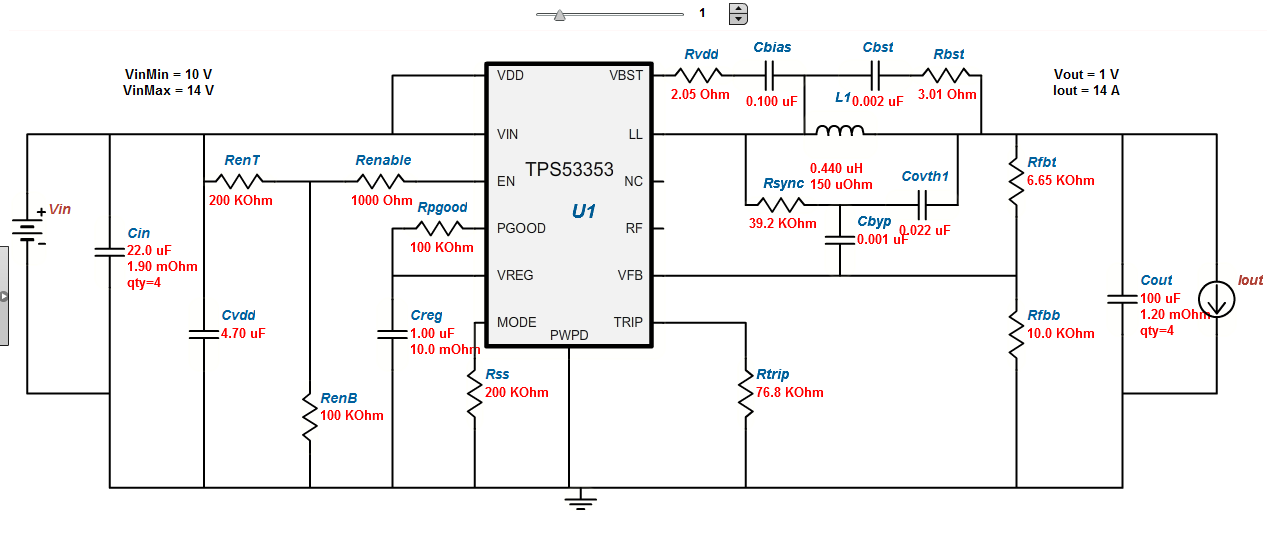 1
VinMin = 10 V
VinMax = 14 V
Vout = 1 V
Iout = 14 A
Rvdd
2.05 Ohm
Cbias
0.100 uF
Cbst
0.002 uF
Rbst
3.01 Ohm
L1
0.440 uH
150 uOhm
VDD
VBST
VIN
LL
TPS53353
EN
NC
U1
PGOOD
RF
VREG
VFB
MODE
TRIP
PWPD
RenT
200 KOhm
Renable
1000 Ohm
Rpgood
100 KOhm
Vin
+
-
Cin
22.0 uF
1.90 mOhm
qty=4
Cvdd
4.70 uF
Creg
1.00 uF
10.0 mOhm
RenB
100 KOhm
Rss
200 KOhm
Rsync
39.2 KOhm
Covth1
0.022 uF
Cbyp
0.001 uF
Rfbt
6.65 KOhm
Rfbb
10.0 KOhm
Rtrip
76.8 KOhm
Cout
100 uF
1.20 mOhm
qty=4
Iout